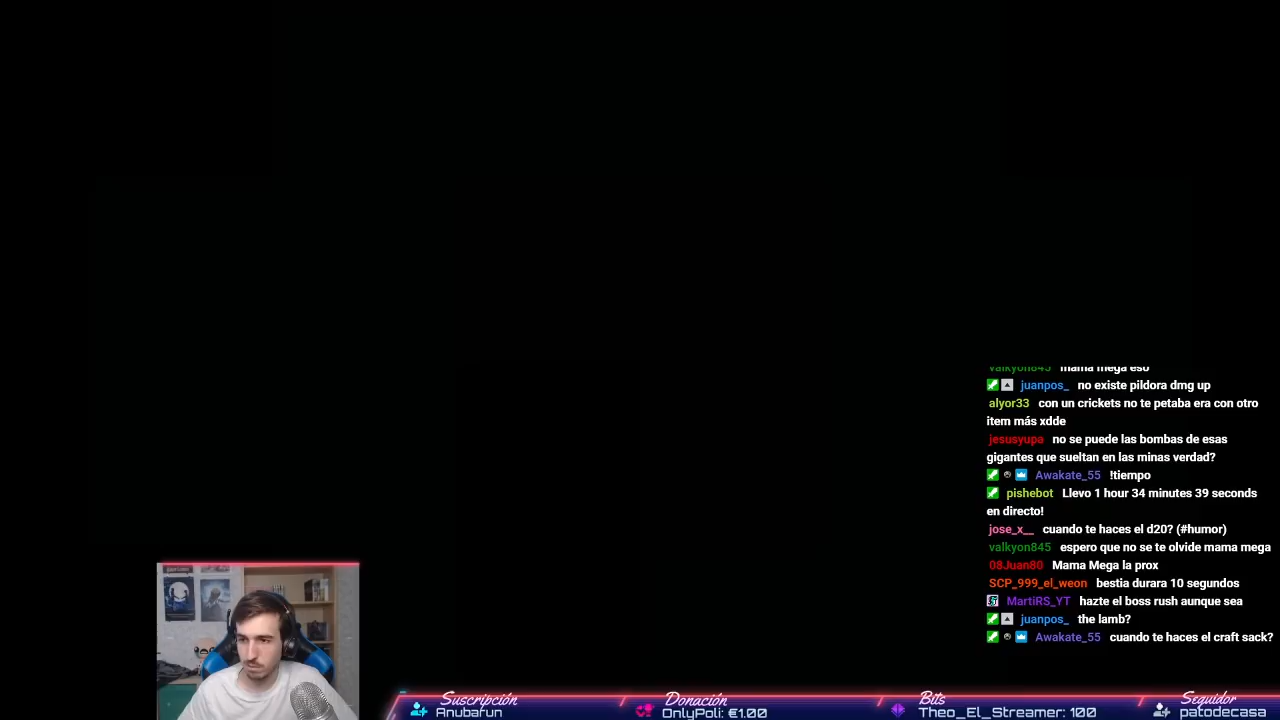 valkyon845 mama mega eso
juanpos_ no existe pildora dmg up
alyor33 con un crickets no te petaba era con otro
item más xdde
jesusyupa no se puede las bombas de esas
gigantes que sueltan en las minas verdad?
Awakate_55 !tiempo
pishebot Llevo 1 hour 34 minutes 39 seconds
en directo!
jose_x__ cuando te haces el d20? (#humor)
valkyon845 espero que no se te olvide mama mega
08Juan80 Mama Mega la prox
SCP_999_el_weon bestia durara 10 segundos
MartiRS_YT hazte el boss rush aunque sea
juanpos_ the lamb?
Awakate_55 cuando te haces el craft sack?
Suscripción Donación Bits Seguidor
Anubarun OnlyPoli: €1.00 Theo_El_Streamer: 100 patodecasa